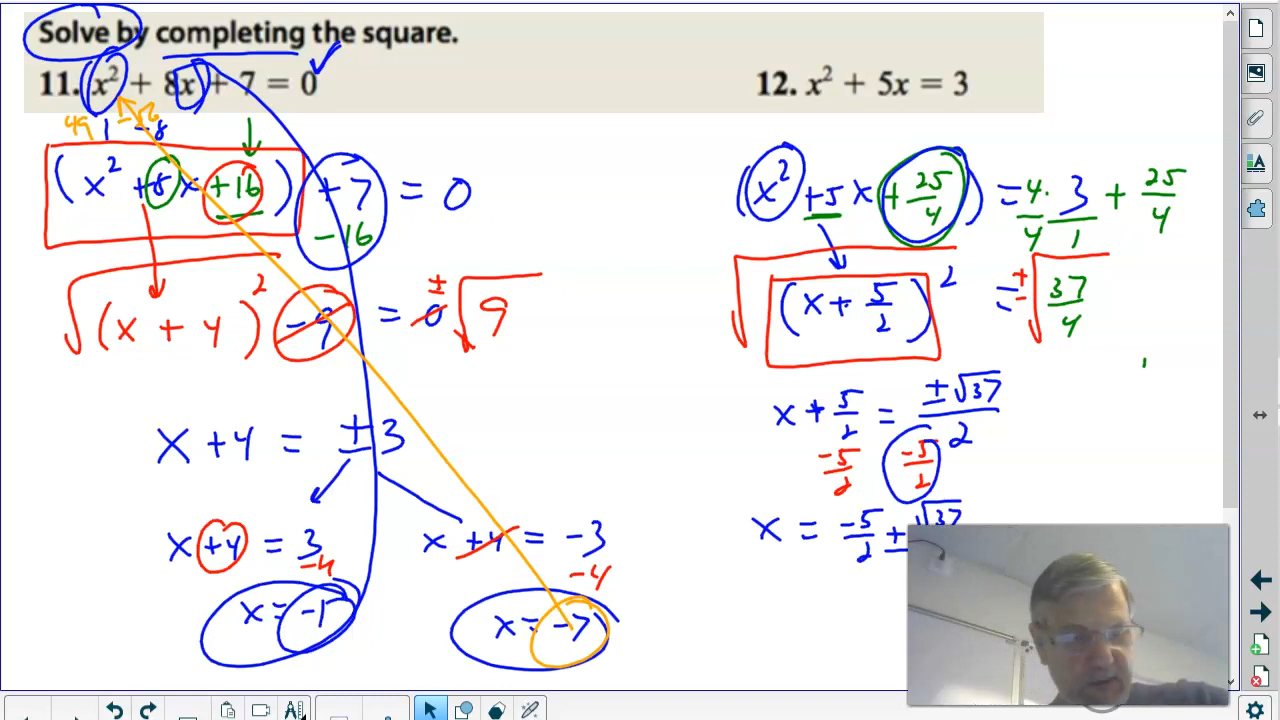 Solve by completing the square.
11. x² + 8x + 7 = 0
49 1 -56 -8
(x² +8x +16) +7 = 0
-16
√(x + 4)² -9 = 0 ±√9
x + 4 = ±3
x +4 = 3
-4
x = -1
x +4 = -3
-4
x = -7
12. x² + 5x = 3
(x² +5x + 25/4) = 4/4 · 3/1 + 25/4
√(x + 5/2)² = ±√37/4
x + 5/2 = ±√37/2
-5/2 -5/2
x = -5/2 ± √37